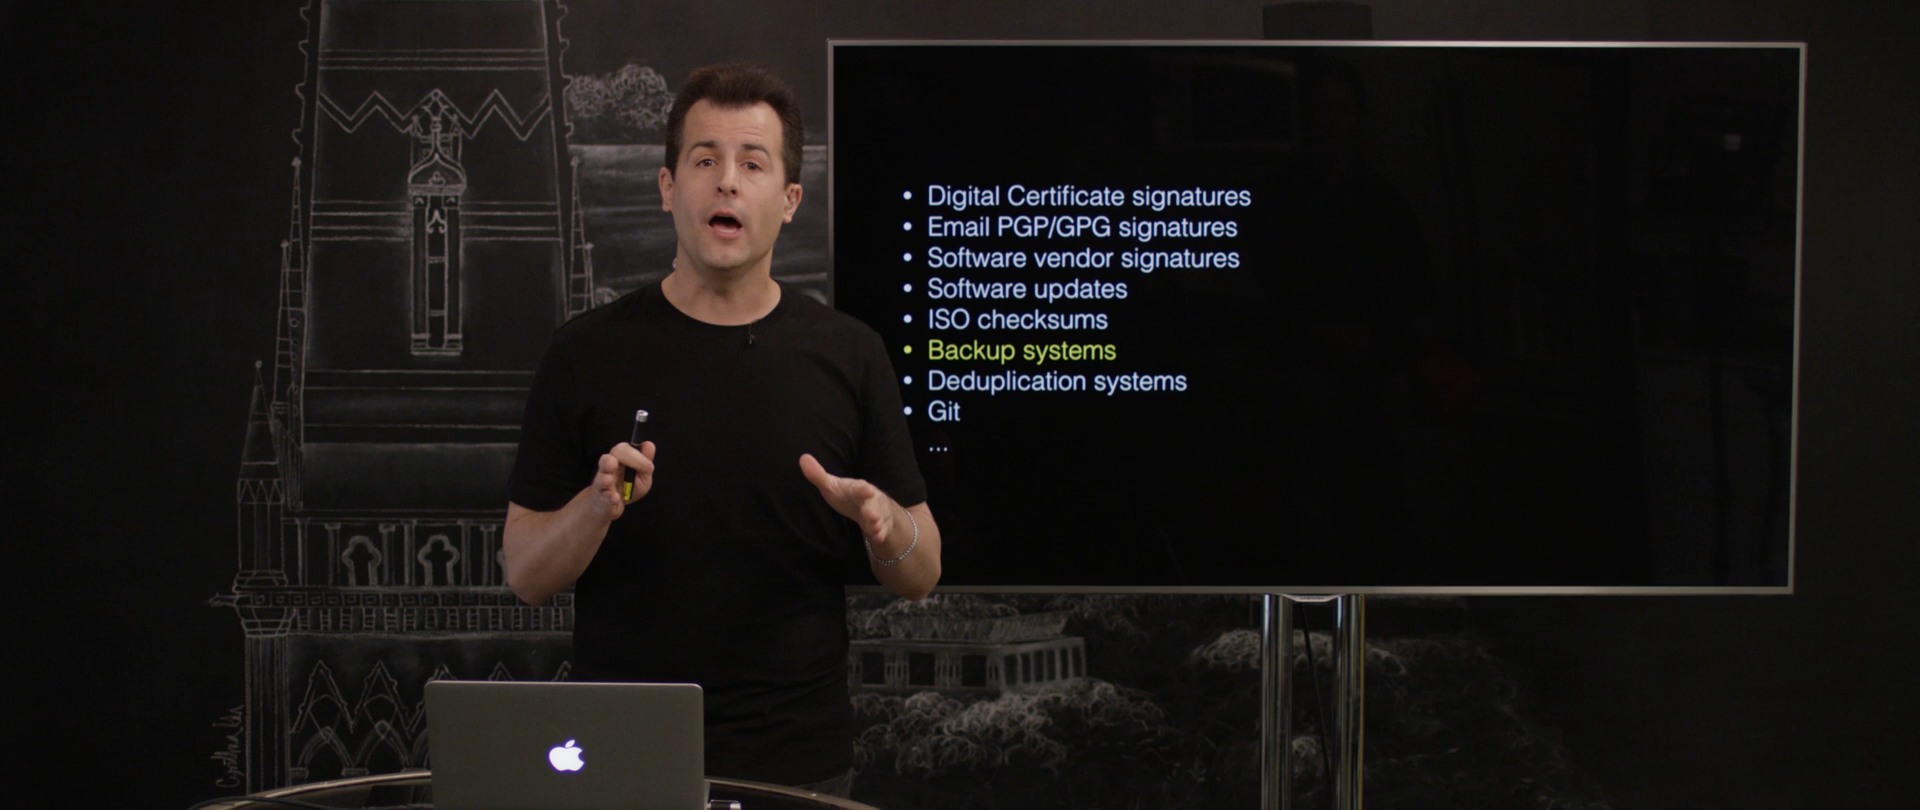 • Digital Certificate signatures
• Email PGP/GPG signatures
• Software vendor signatures
• Software updates
• ISO checksums
• Backup systems
• Deduplication systems
• Git
...